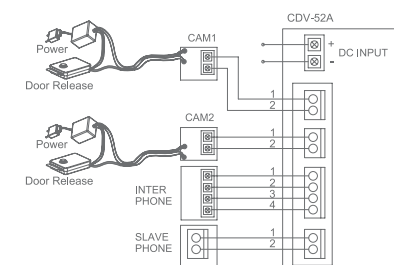 CDV-52A
+
DC INPUT
-
CAM1
Power
Door Release
1
2
CAM2
Power
Door Release
1
2
INTER
PHONE
1
2
3
4
SLAVE
PHONE
1
2